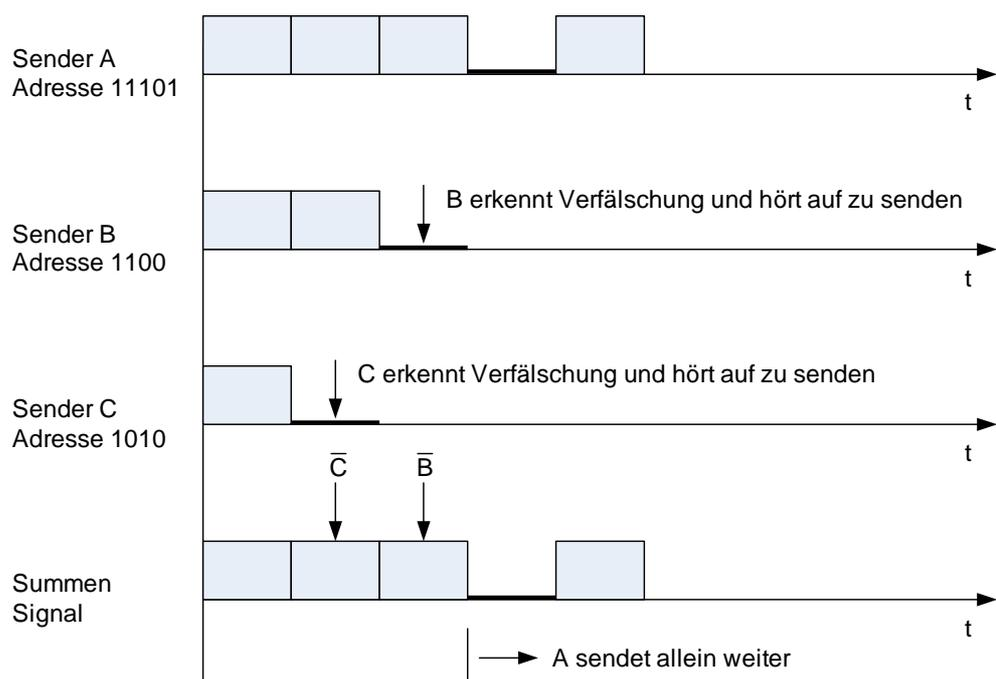 Sender A
Adresse 11101
t
B erkennt Verfälschung und hört auf zu senden
Sender B
Adresse 1100
t
C erkennt Verfälschung und hört auf zu senden
Sender C
Adresse 1010
t
C̅
B̅
Summen
Signal
t
A sendet allein weiter